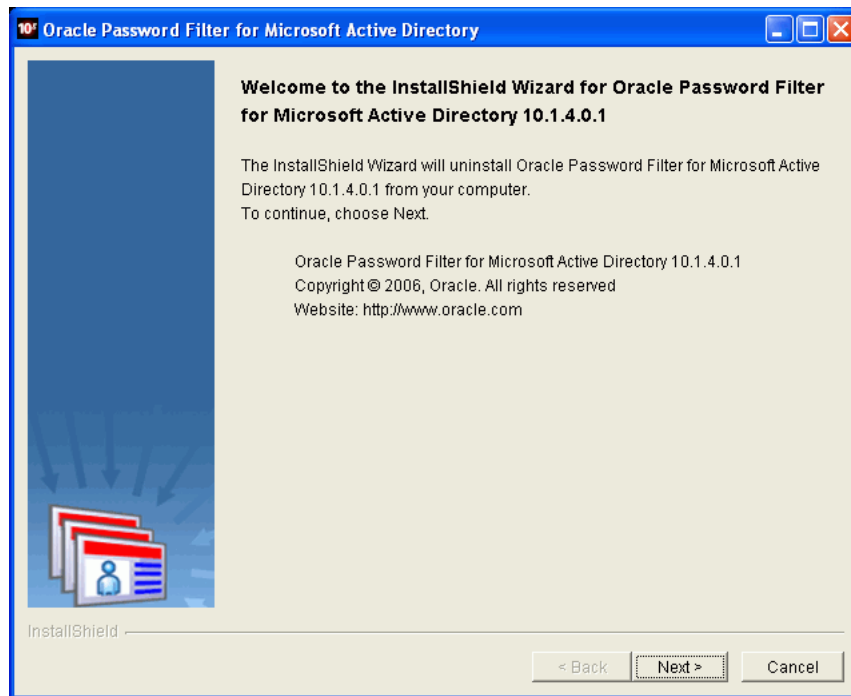 10g Oracle Password Filter for Microsoft Active Directory
Welcome to the InstallShield Wizard for Oracle Password Filter
for Microsoft Active Directory 10.1.4.0.1
The InstallShield Wizard will uninstall Oracle Password Filter for Microsoft Active
Directory 10.1.4.0.1 from your computer.
To continue, choose Next.
Oracle Password Filter for Microsoft Active Directory 10.1.4.0.1
Copyright © 2006, Oracle. All rights reserved
Website: http://www.oracle.com
InstallShield
< Back
Next >
Cancel